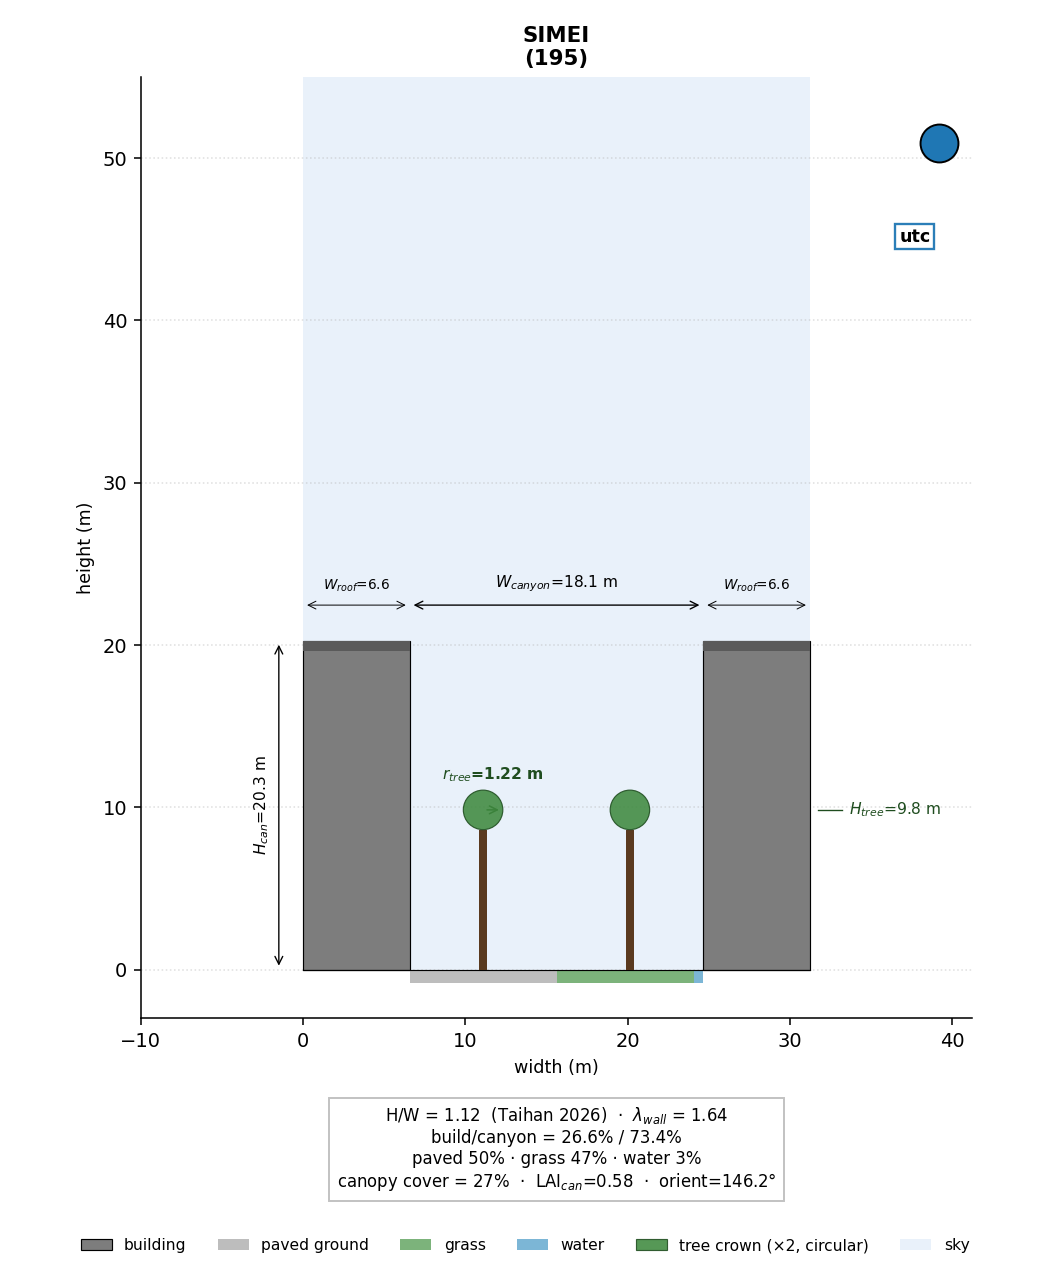 SIMEI
(195)
50
utc
40
30
height (m)
W_roof=6.6
W_canyon=18.1 m
W_roof=6.6
20
H_can=20.3 m
r_tree=1.22 m
10
H_tree=9.8 m
0
−10
0
10
20
30
40
width (m)
H/W = 1.12 (Taihan 2026) · λ_wall = 1.64
build/canyon = 26.6% / 73.4%
paved 50% · grass 47% · water 3%
canopy cover = 27% · LAI_can=0.58 · orient=146.2°
building
paved ground
grass
water
tree crown (×2, circular)
sky